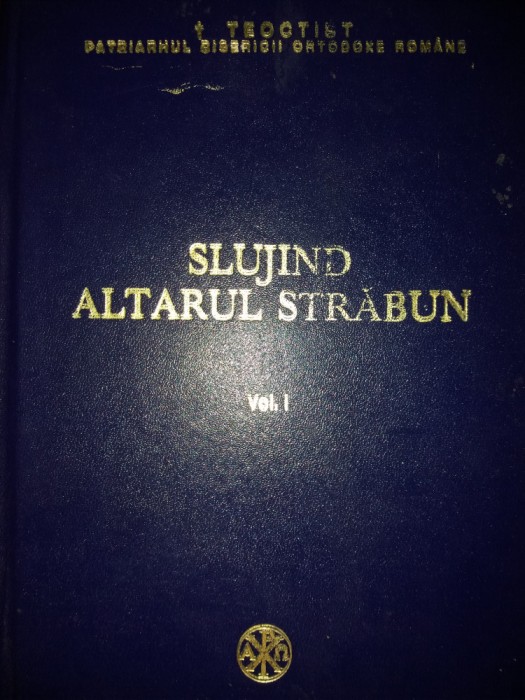 † TEOCTIST
PATRIARHUL BISERICII ORTODOXE ROMÂNE
SLUJIND
ALTARUL STRĂBUN
Vol. I
Α Ω